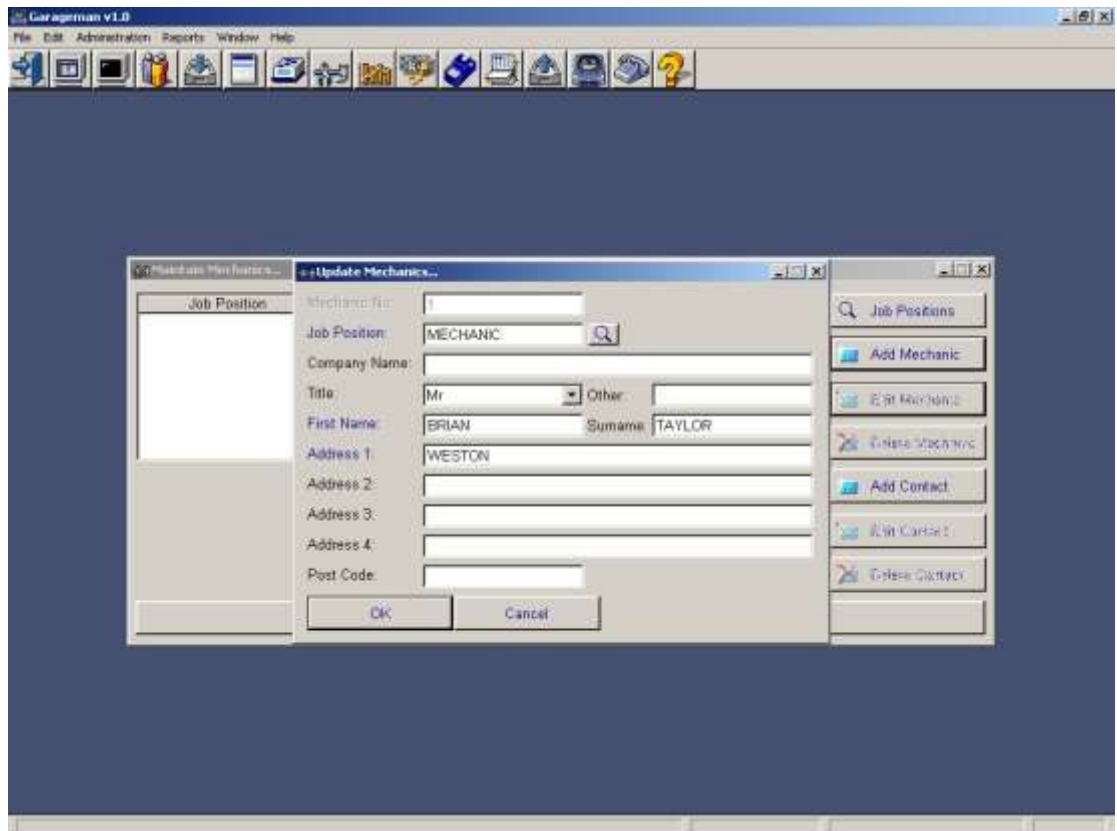 Garageman v1.0
File Edit Administration Reports Window Help
Maintain Mechanics...
Update Mechanics...
Job Position
Mechanic No:
1
Job Positions
Job Position:
MECHANIC
Add Mechanic
Company Name:
Title:
Mr
Other:
Edit Mechanic
First Name:
BRIAN
Surname:
TAYLOR
Delete Mechanic
Address 1:
WESTON
Address 2:
Add Contact
Address 3:
Edit Contact
Address 4:
Post Code:
Delete Contact
OK
Cancel